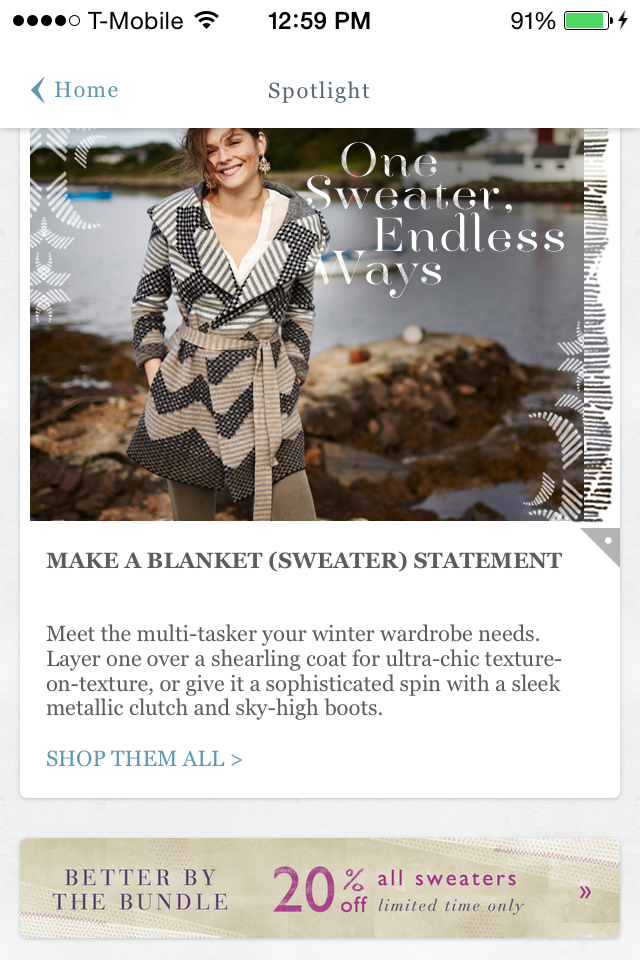 T-Mobile 12:59 PM 91%
Home Spotlight
One
Sweater,
Endless
Ways
MAKE A BLANKET (SWEATER) STATEMENT
Meet the multi-tasker your winter wardrobe needs.
Layer one over a shearling coat for ultra-chic texture-
on-texture, or give it a sophisticated spin with a sleek
metallic clutch and sky-high boots.
SHOP THEM ALL >
BETTER BY
THE BUNDLE
20% off
all sweaters
limited time only
»